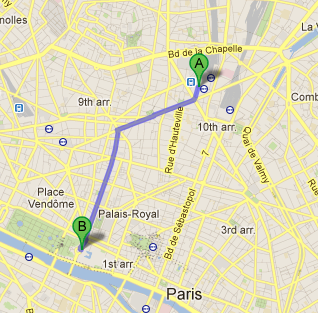 nolles
Bd de la Chapelle
La V
A
9th arr.
Comb
10th arr.
Rue d'Hauteville
7
Quai de Valmy
Place
Vendôme
Palais-Royal
Bd de Sébastopol
B
3rd arr.
1st arr.
Paris